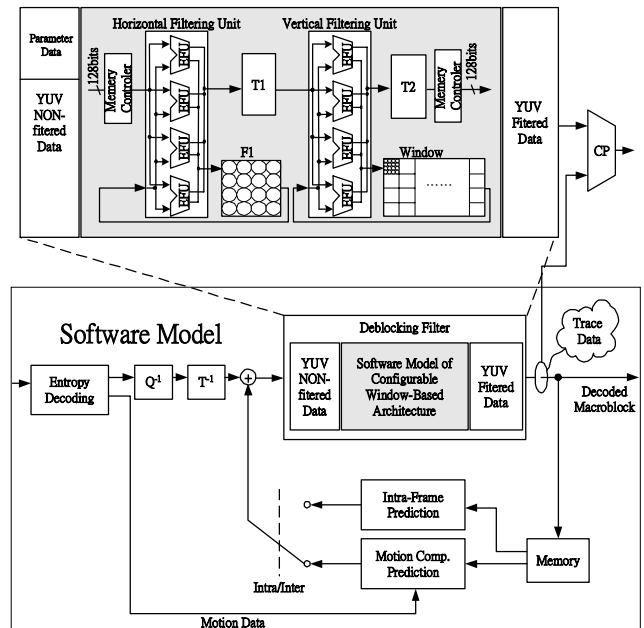 Horizontal Filtering Unit
Vertical Filtering Unit
Parameter
Data
YUV
NON-
fitered
Data
128bits
Memory
Controler
EFU
EFU
EFU
EFU
T1
F1
EFU
EFU
EFU
EFU
T2
Memory
Controler
128bits
Window
......
YUV
Fitered
Data
CP
Software Model
Deblocking Filter
YUV
NON-
fitered
Data
Software Model of
Configurable
Window-Based
Architecture
YUV
Fitered
Data
Trace
Data
Entropy
Decoding
Q-1
T-1
+
Decoded
Macroblock
Intra-Frame
Prediction
Motion Comp.
Prediction
Memory
Intra/Inter
Motion Data